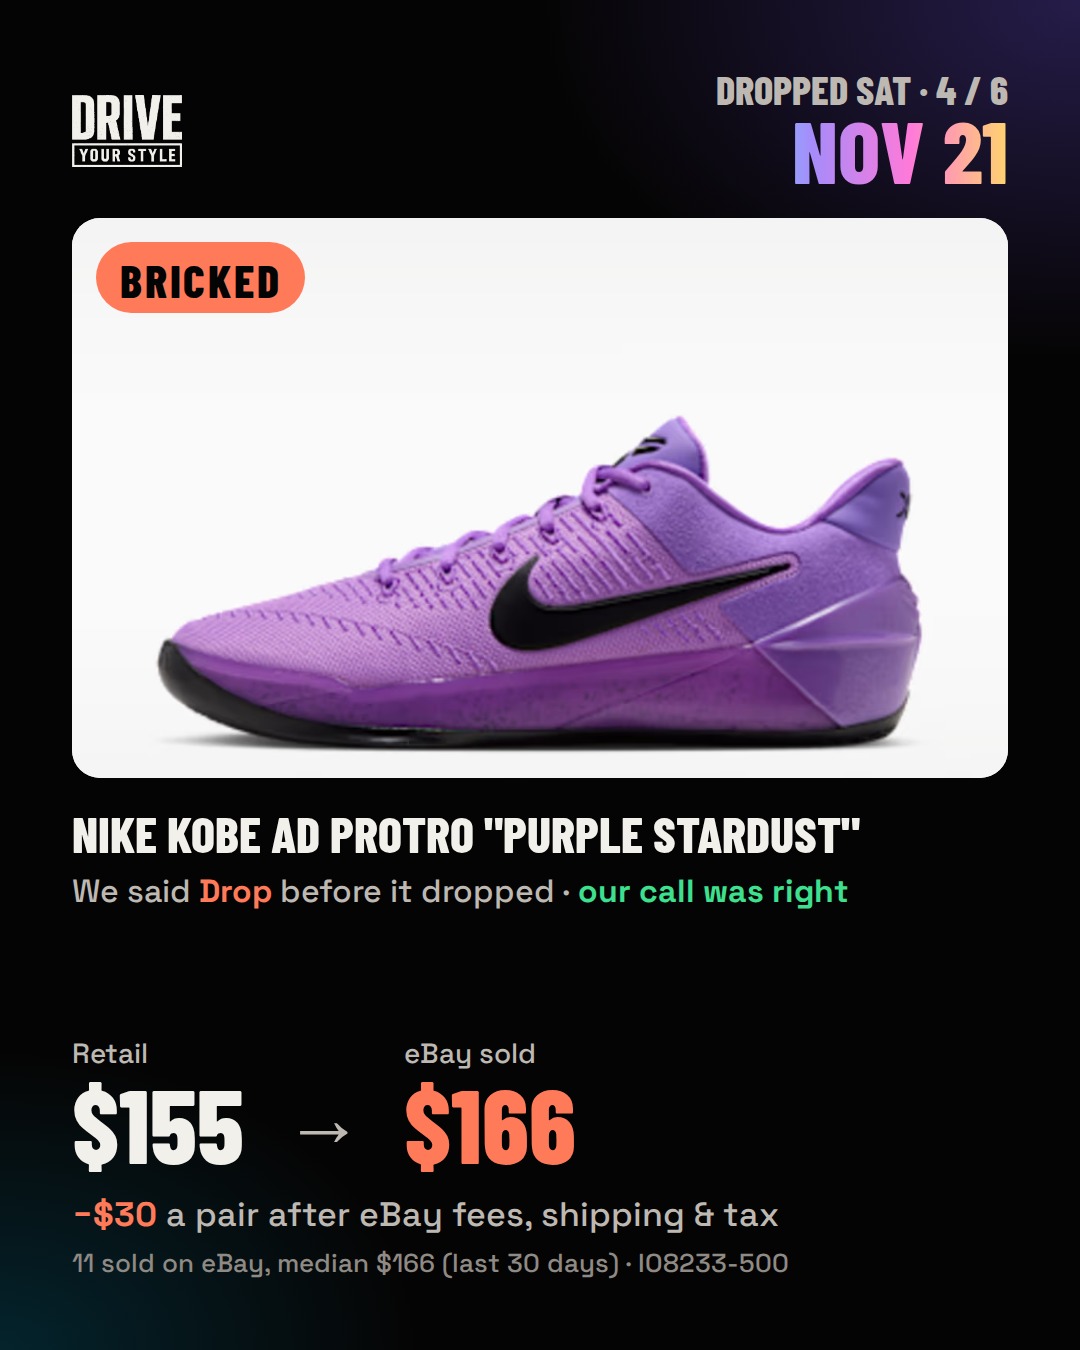 DRIVE
YOUR STYLE
DROPPED SAT · 4 / 6
NOV 21
BRICKED
NIKE KOBE AD PROTRO "PURPLE STARDUST"
We said Drop before it dropped · our call was right
Retail
$155
→
eBay sold
$166
−$30 a pair after eBay fees, shipping & tax
11 sold on eBay, median $166 (last 30 days) · IO8233-500